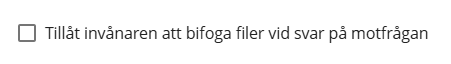 Tillåt invånaren att bifoga filer vid svar på motfrågan